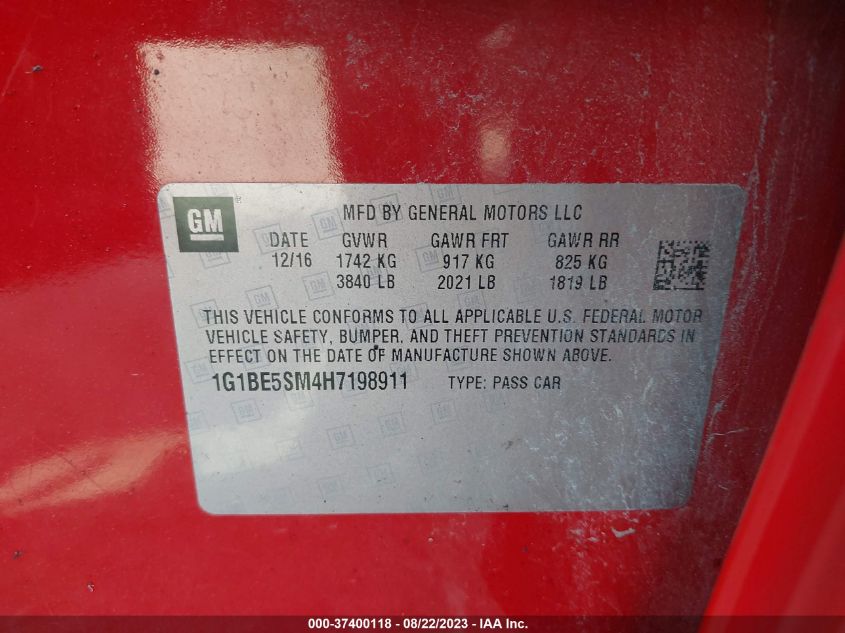 GM ® MFD BY GENERAL MOTORS LLC
DATE GVWR GAWR FRT GAWR RR
12/16 1742 KG 917 KG 825 KG
3840 LB 2021 LB 1819 LB
THIS VEHICLE CONFORMS TO ALL APPLICABLE U.S. FEDERAL MOTOR
VEHICLE SAFETY, BUMPER, AND THEFT PREVENTION STANDARDS IN
EFFECT ON THE DATE OF MANUFACTURE SHOWN ABOVE.
1G1BE5SM4H7198911 TYPE: PASS CAR
000-37400118 - 08/22/2023 - IAA Inc.